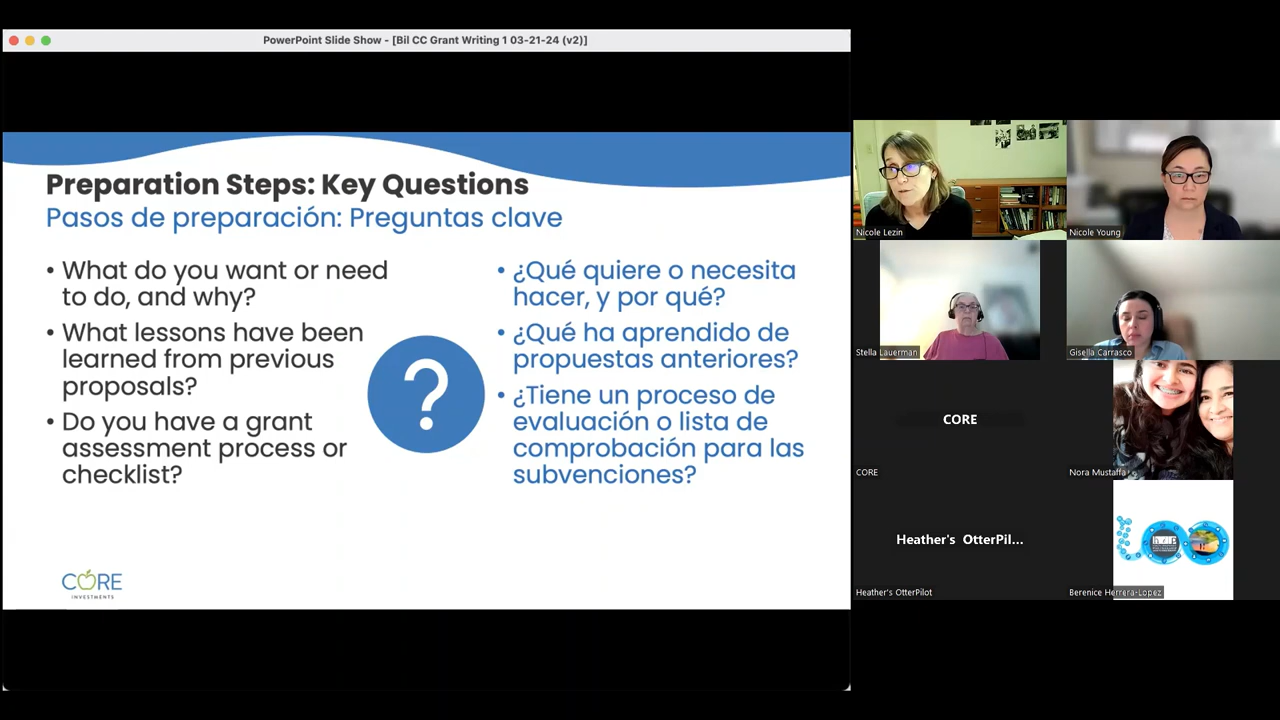 PowerPoint Slide Show - [Bil CC Grant Writing 1 03-21-24 (v2)]
Preparation Steps: Key Questions
Pasos de preparación: Preguntas clave
• What do you want or need
to do, and why?
• What lessons have been
learned from previous
proposals?
• Do you have a grant
assessment process or
checklist?
?
• ¿Qué quiere o necesita
hacer, y por qué?
• ¿Qué ha aprendido de
propuestas anteriores?
• ¿Tiene un proceso de
evaluación o lista de
comprobación para las
subvenciones?
CORE
INVESTMENTS
Nicole Lezin
Nicole Young
Stella Lauerman
Gisella Carrasco
CORE
CORE
Nora Mustaffa
Heather's OtterPil...
Heather's OtterPilot
Berenice Herrera-Lopez